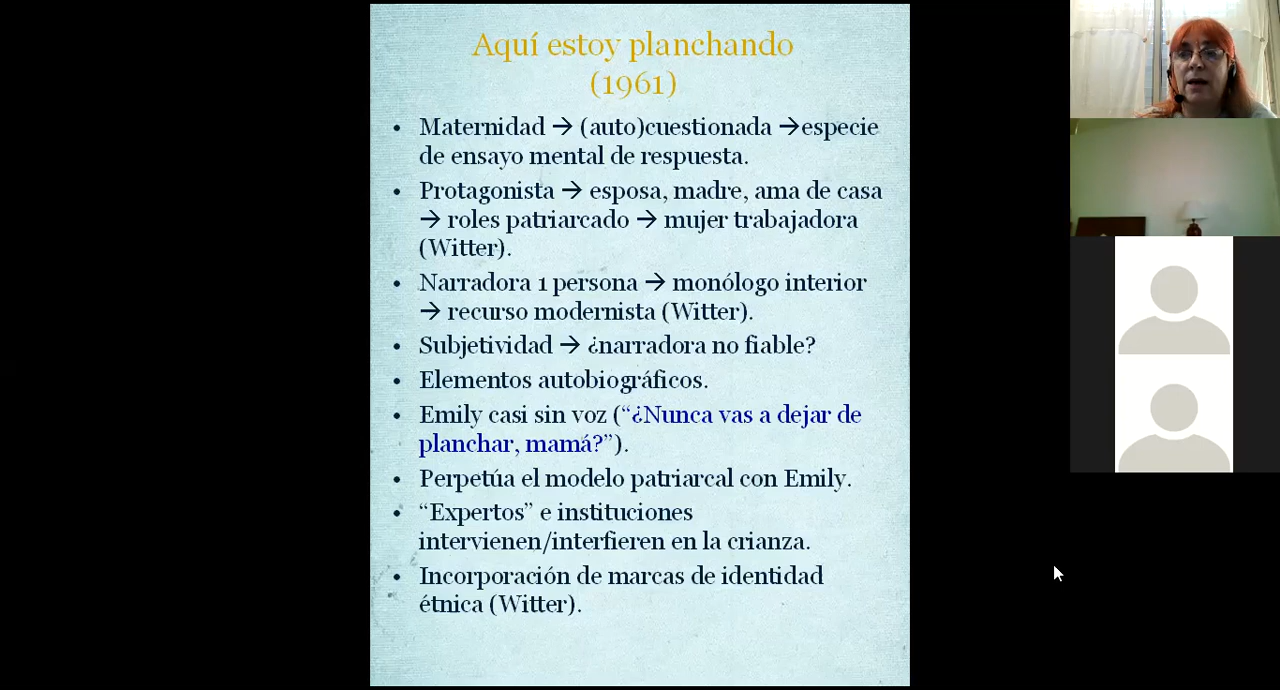 Aquí estoy planchando
(1961)
• Maternidad → (auto)cuestionada →especie
de ensayo mental de respuesta.
• Protagonista → esposa, madre, ama de casa
→ roles patriarcado → mujer trabajadora
(Witter).
• Narradora 1 persona → monólogo interior
→ recurso modernista (Witter).
• Subjetividad → ¿narradora no fiable?
• Elementos autobiográficos.
• Emily casi sin voz (“¿Nunca vas a dejar de
planchar, mamá?”).
• Perpetúa el modelo patriarcal con Emily.
• “Expertos” e instituciones
intervienen/interfieren en la crianza.
• Incorporación de marcas de identidad
étnica (Witter).